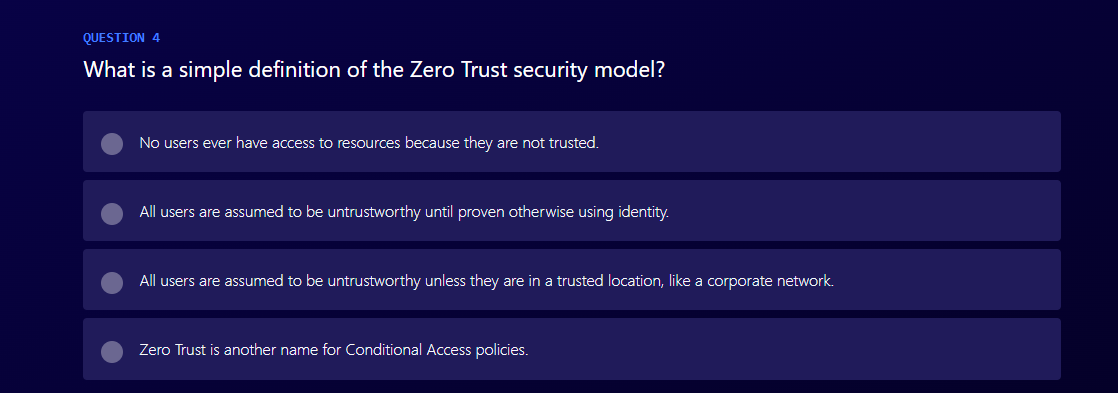 QUESTION 4
What is a simple definition of the Zero Trust security model?
No users ever have access to resources because they are not trusted.
All users are assumed to be untrustworthy until proven otherwise using identity.
All users are assumed to be untrustworthy unless they are in a trusted location, like a corporate network.
Zero Trust is another name for Conditional Access policies.